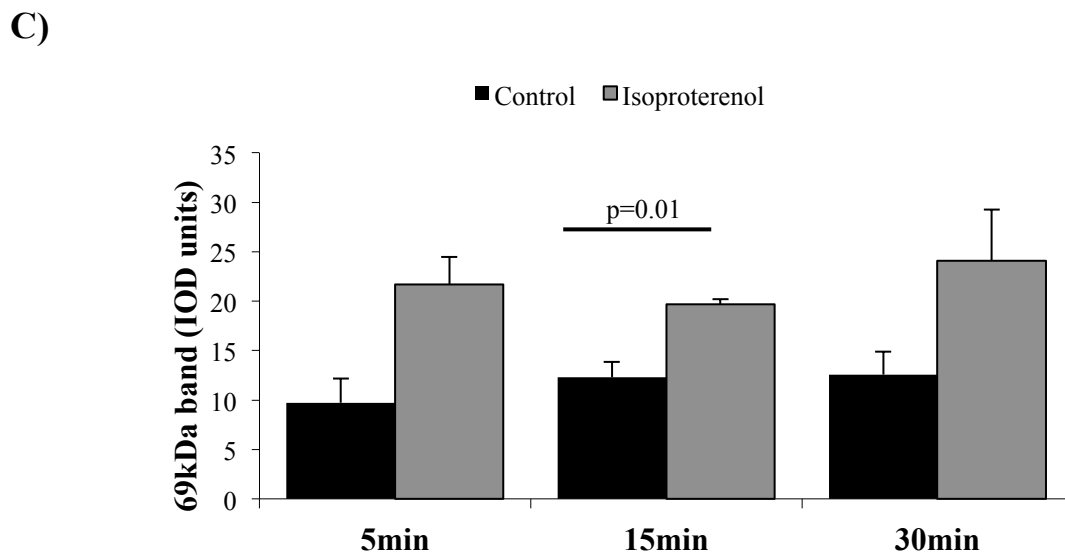 C)
Control Isoproterenol
35
30
25
20
15
10
5
0
69kDa band (IOD units)
p=0.01
5min 15min 30min